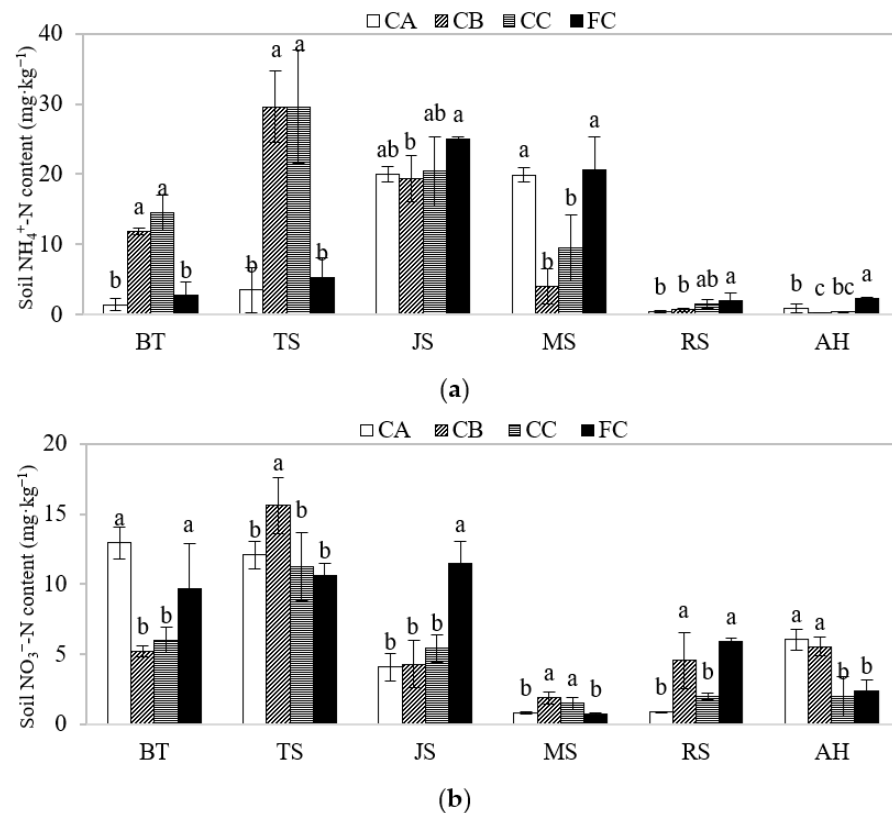 CA CB CC FC
Soil NH₄⁺-N content (mg·kg⁻¹)
40
30
20
10
0
b a a b
b a a b
ab b ab a
a b b a
b b ab a
b c bc a
BT TS JS MS RS AH
(a)
CA CB CC FC
Soil NO₃⁻-N content (mg·kg⁻¹)
20
15
10
5
0
a b b a
b a b b
b b b a
b a a b
b a b a
a a b b
BT TS JS MS RS AH
(b)